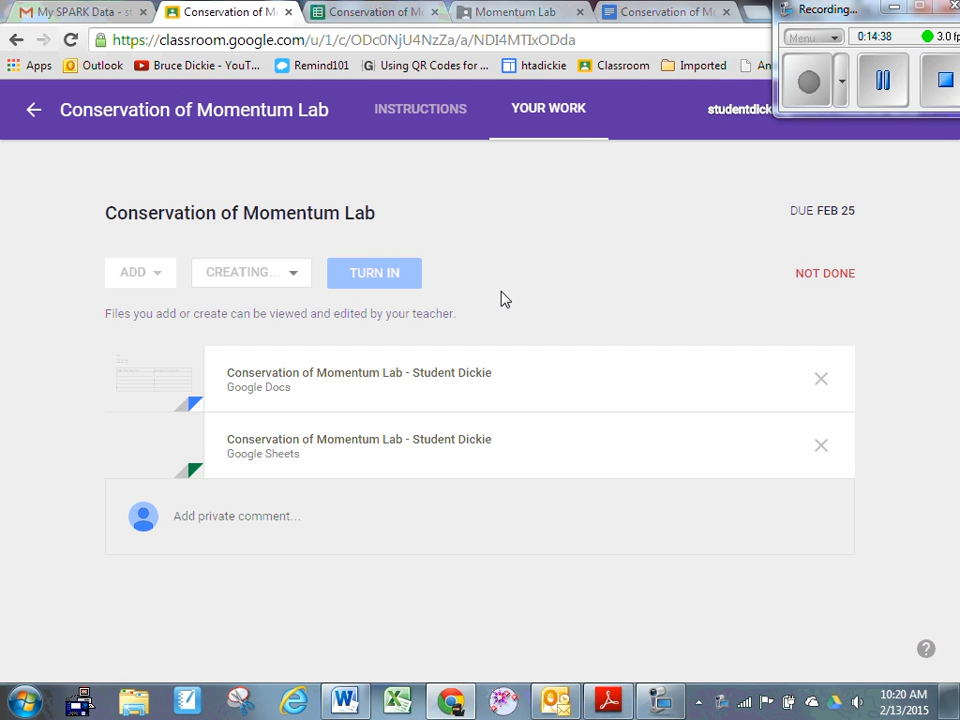 My SPARK Data - st
Conservation of M
Conservation of Mo
Momentum Lab
Conservation of Mo
Recording...
Menu
0:14:38
3.0 fp
https://classroom.google.com/u/1/c/ODc0NjU4NzZa/a/NDI4MTIxODda
Apps
Outlook
Bruce Dickie - YouT...
Remind101
Using QR Codes for ...
htadickie
Classroom
Imported
An
Conservation of Momentum Lab
INSTRUCTIONS
YOUR WORK
studentdick
Conservation of Momentum Lab
DUE FEB 25
ADD
CREATING...
TURN IN
NOT DONE
Files you add or create can be viewed and edited by your teacher.
Conservation of Momentum Lab - Student Dickie
Google Docs
Conservation of Momentum Lab - Student Dickie
Google Sheets
Add private comment...
10:20 AM
2/13/2015